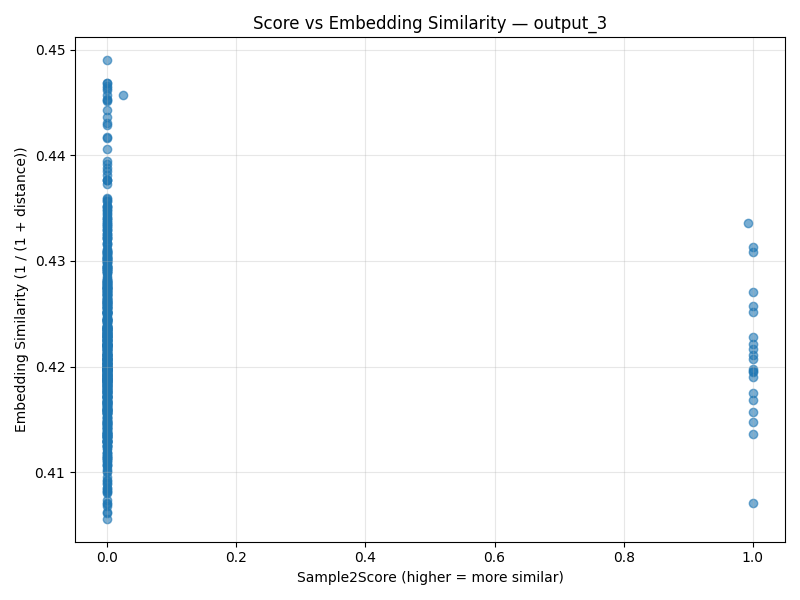 Score vs Embedding Similarity — output_3
Embedding Similarity (1 / (1 + distance))
0.45
0.44
0.43
0.42
0.41
0.0 0.2 0.4 0.6 0.8 1.0
Sample2Score (higher = more similar)